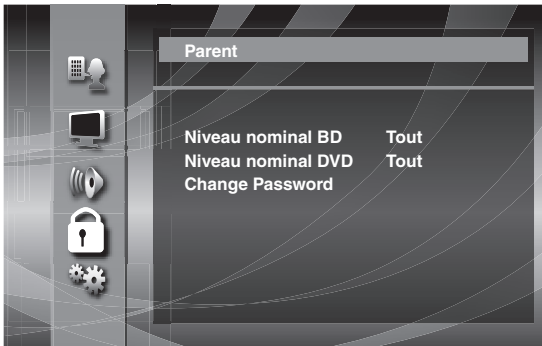 Parent
Niveau nominal BD Tout
Niveau nominal DVD Tout
Change Password